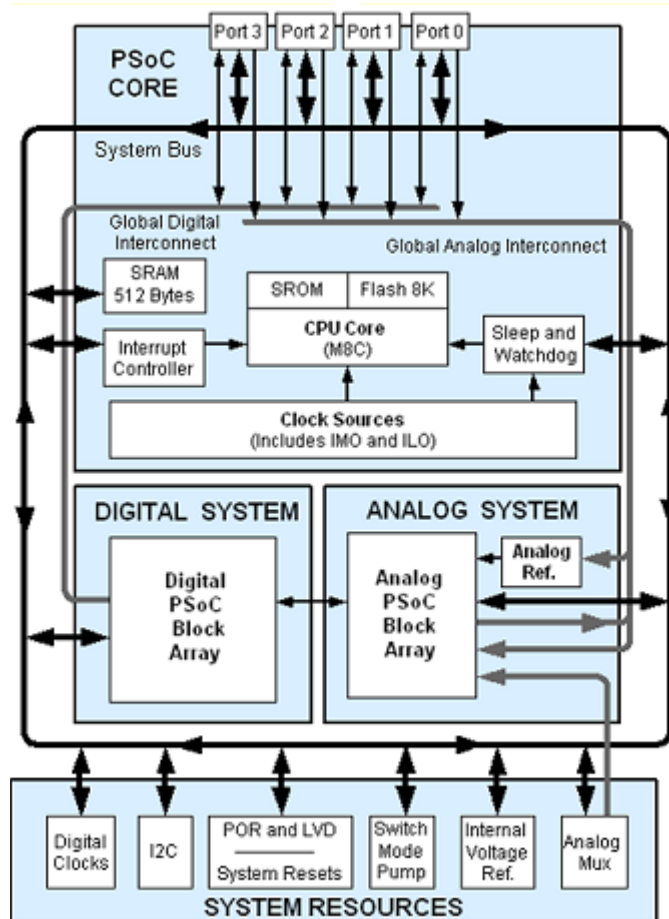 Port 3
Port 2
Port 1
Port 0
PSoC
CORE
System Bus
Global Digital
Interconnect
Global Analog Interconnect
SRAM
512 Bytes
SROM
Flash 8K
CPU Core
(M8C)
Interrupt
Controller
Sleep and
Watchdog
Clock Sources
(Includes IMO and ILO)
DIGITAL SYSTEM
Digital
PSoC
Block
Array
ANALOG SYSTEM
Analog
PSoC
Block
Array
Analog
Ref.
Digital
Clocks
I2C
POR and LVD
System Resets
Switch
Mode
Pump
Internal
Voltage
Ref.
Analog
Mux
SYSTEM RESOURCES